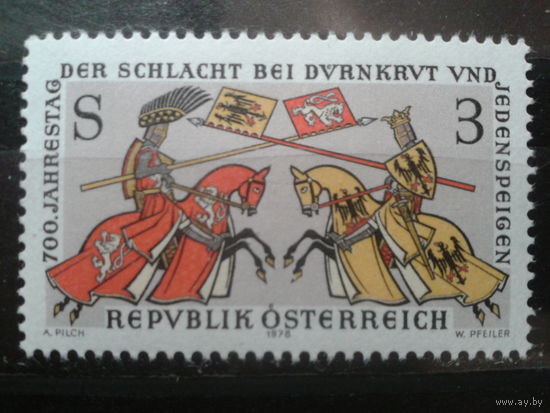 700. JAHRESTAG DER SCHLACHT BEI DVRNKRVT VND JEDENSPEIGEN
S 3
REPVBLIK ÖSTERREICH
A. PILCH 1978 W. PFEILER
www.ay.by